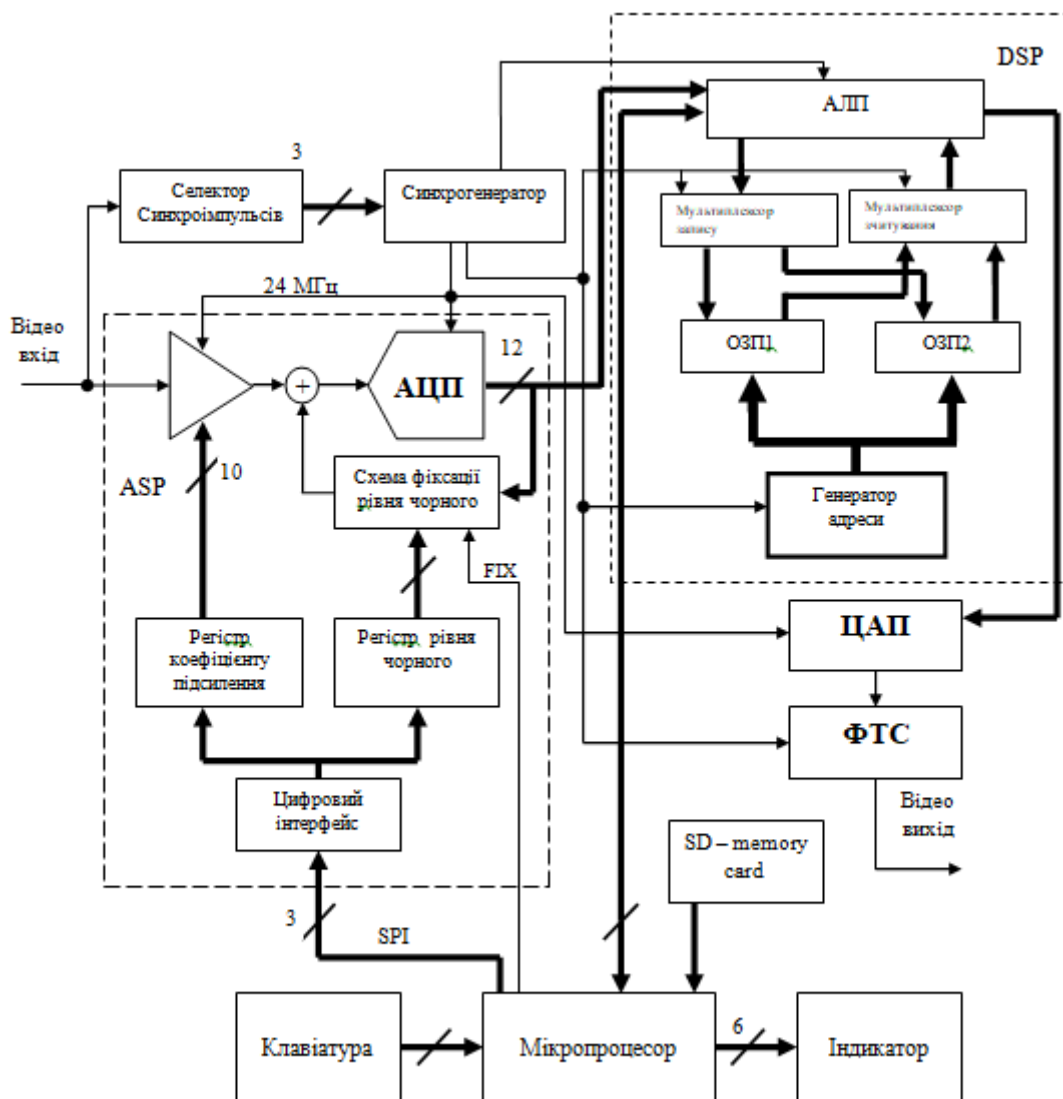 DSP
АЛП
3
Селектор
Синхроімпульсів
Синхрогенератор
Мультиплексор
запису
Мультиплексор
зчитування
24 МГц
Відео
вхід
12
ОЗП1
ОЗП2
+
АЦП
ASP
10
Схема фіксації
рівня чорного
Генератор
адреси
FIX
ЦАП
Регістр
коефіцієнту
підсилення
Регістр рівня
чорного
ФТС
Цифровий
інтерфейс
Відео
вихід
SD – memory
card
3
SPI
6
Клавіатура
Мікропроцесор
Індикатор